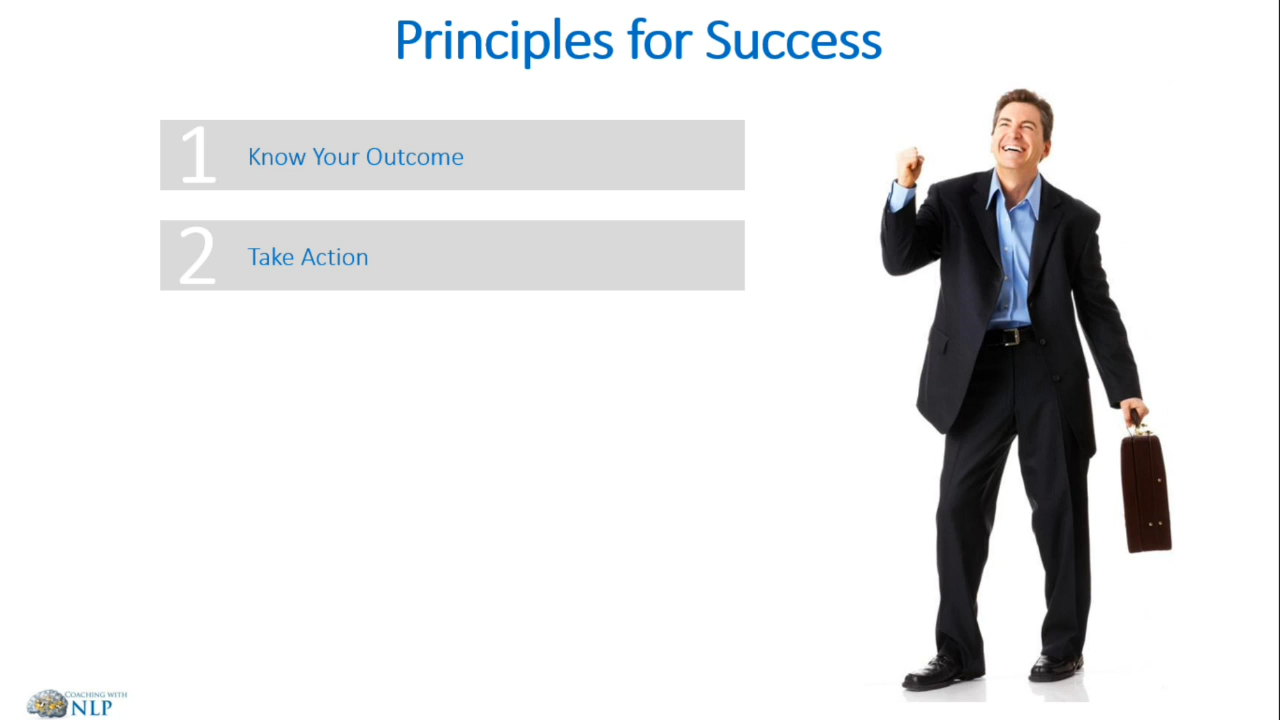 Principles for Success
1 Know Your Outcome
2 Take Action
COACHING WITH
NLP